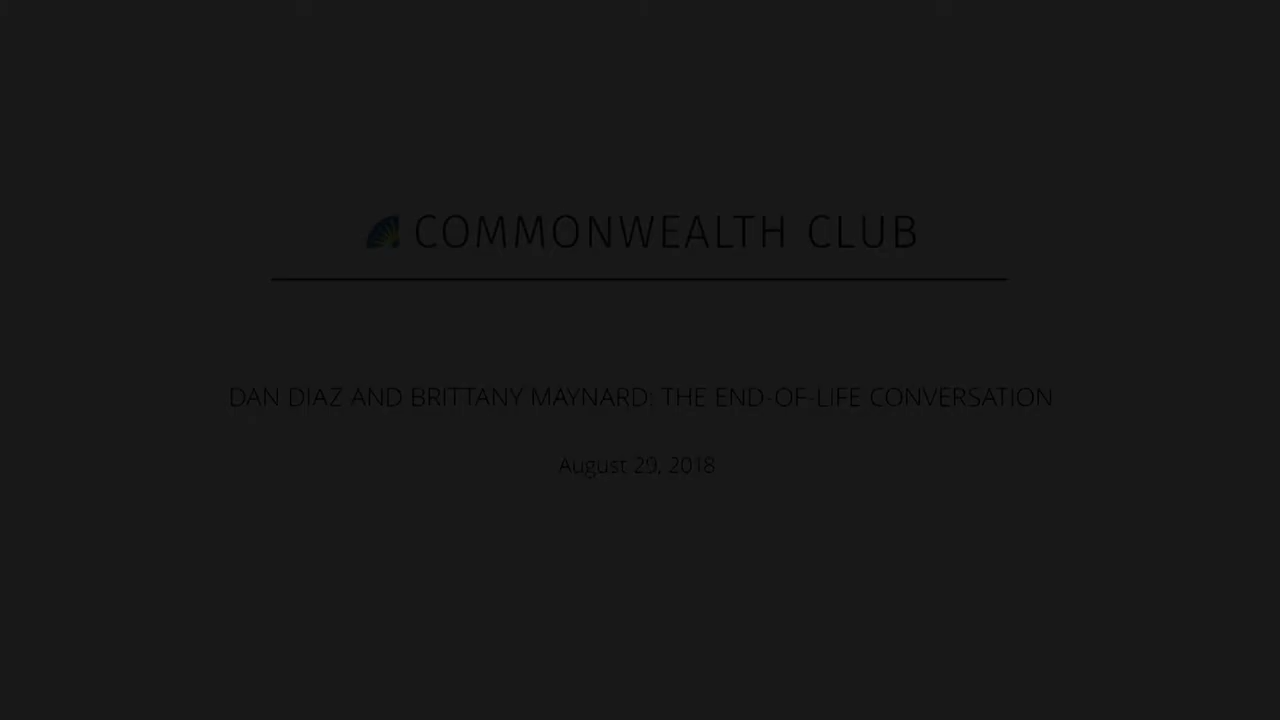 COMMONWEALTH CLUB
DAN DIAZ AND BRITTANY MAYNARD: THE END-OF-LIFE CONVERSATION
August 29, 2018